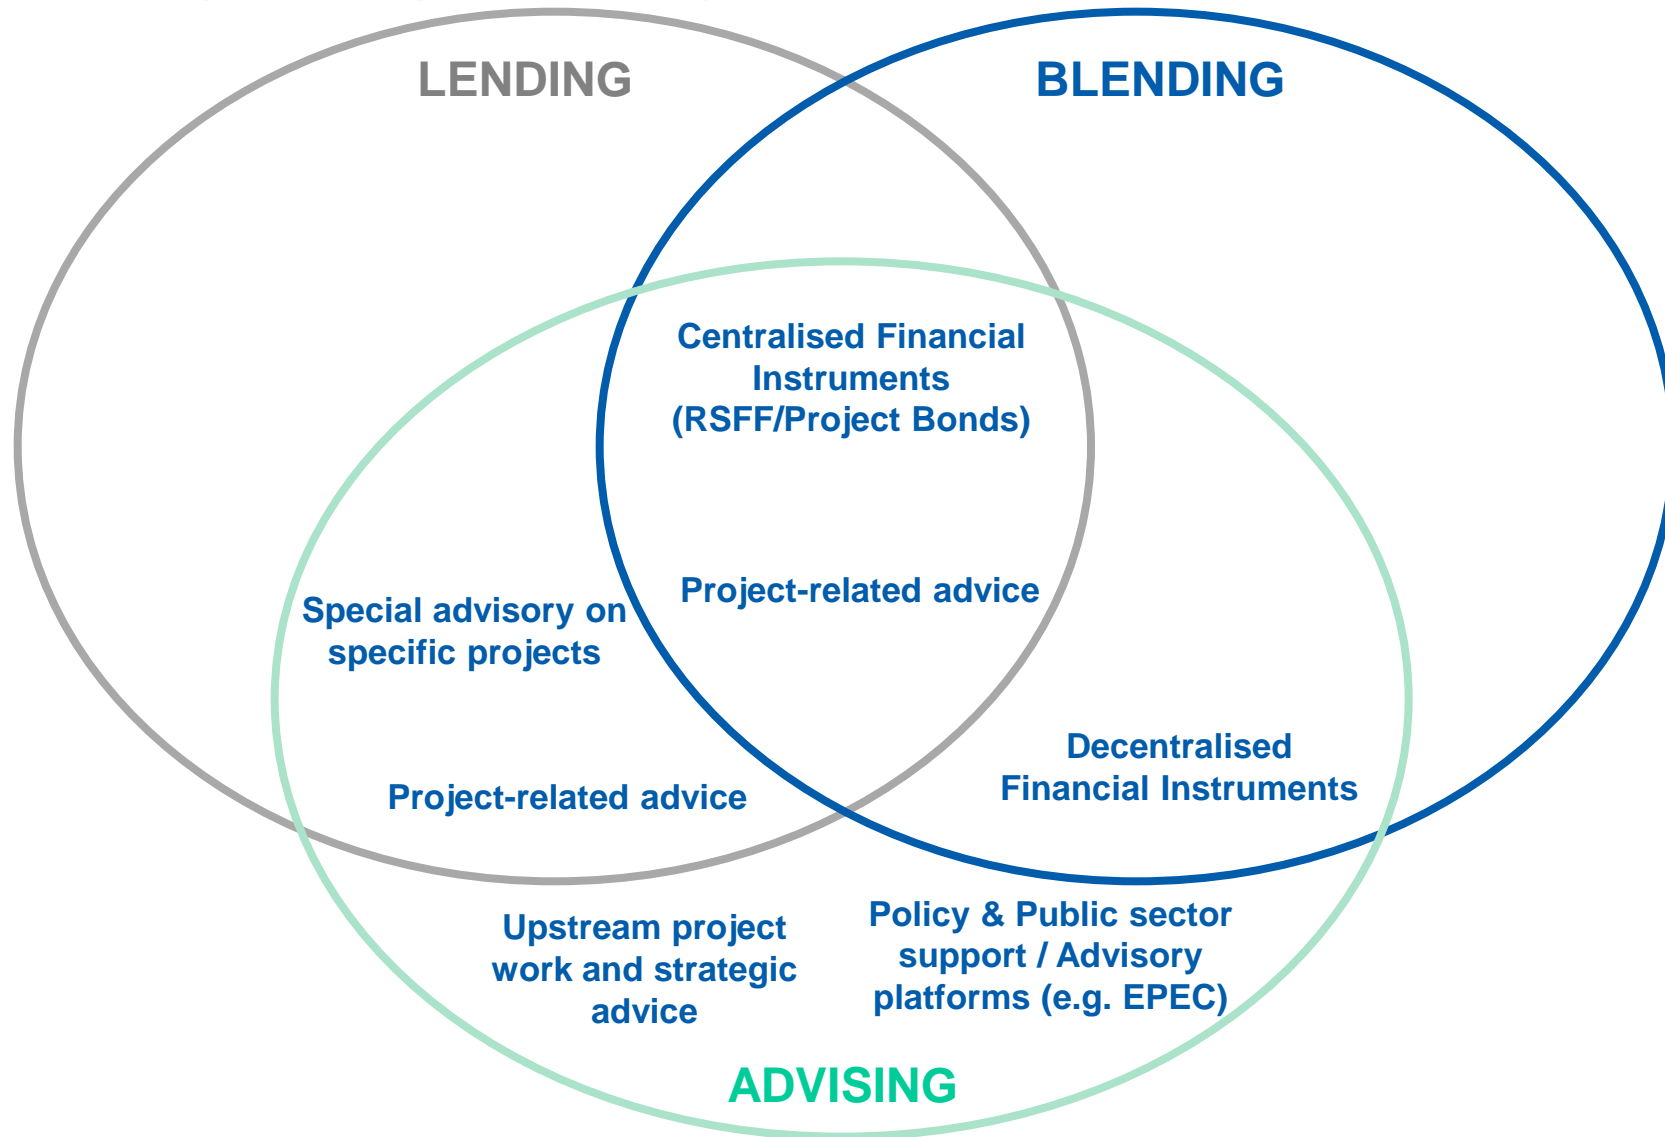 LENDING
BLENDING
Centralised Financial
Instruments
(RSFF/Project Bonds)
Project-related advice
Special advisory on
specific projects
Decentralised
Financial Instruments
Project-related advice
Policy & Public sector
support / Advisory
platforms (e.g. EPEC)
Upstream project
work and strategic
advice
ADVISING